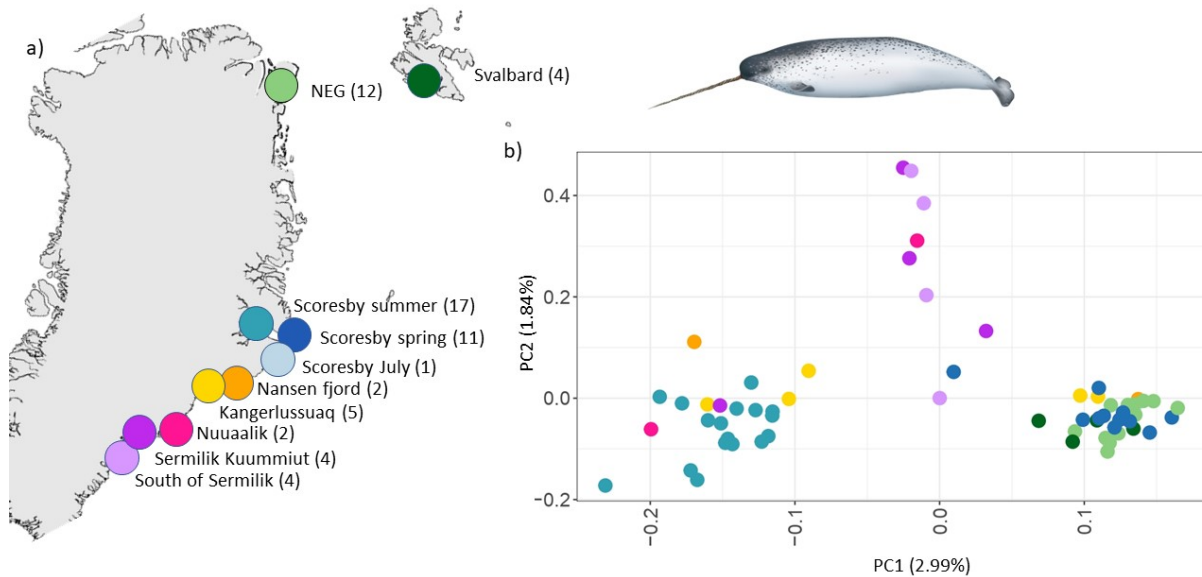 a)
NEG (12)
Svalbard (4)
Scoresby summer (17)
Scoresby spring (11)
Scoresby July (1)
Nansen fjord (2)
Kangerlussuaq (5)
Nuuaalik (2)
Sermilik Kuummiut (4)
South of Sermilik (4)
b)
0.4
0.2
0.0
-0.2
PC2 (1.84%)
-0.2
-0.1
0.0
0.1
PC1 (2.99%)